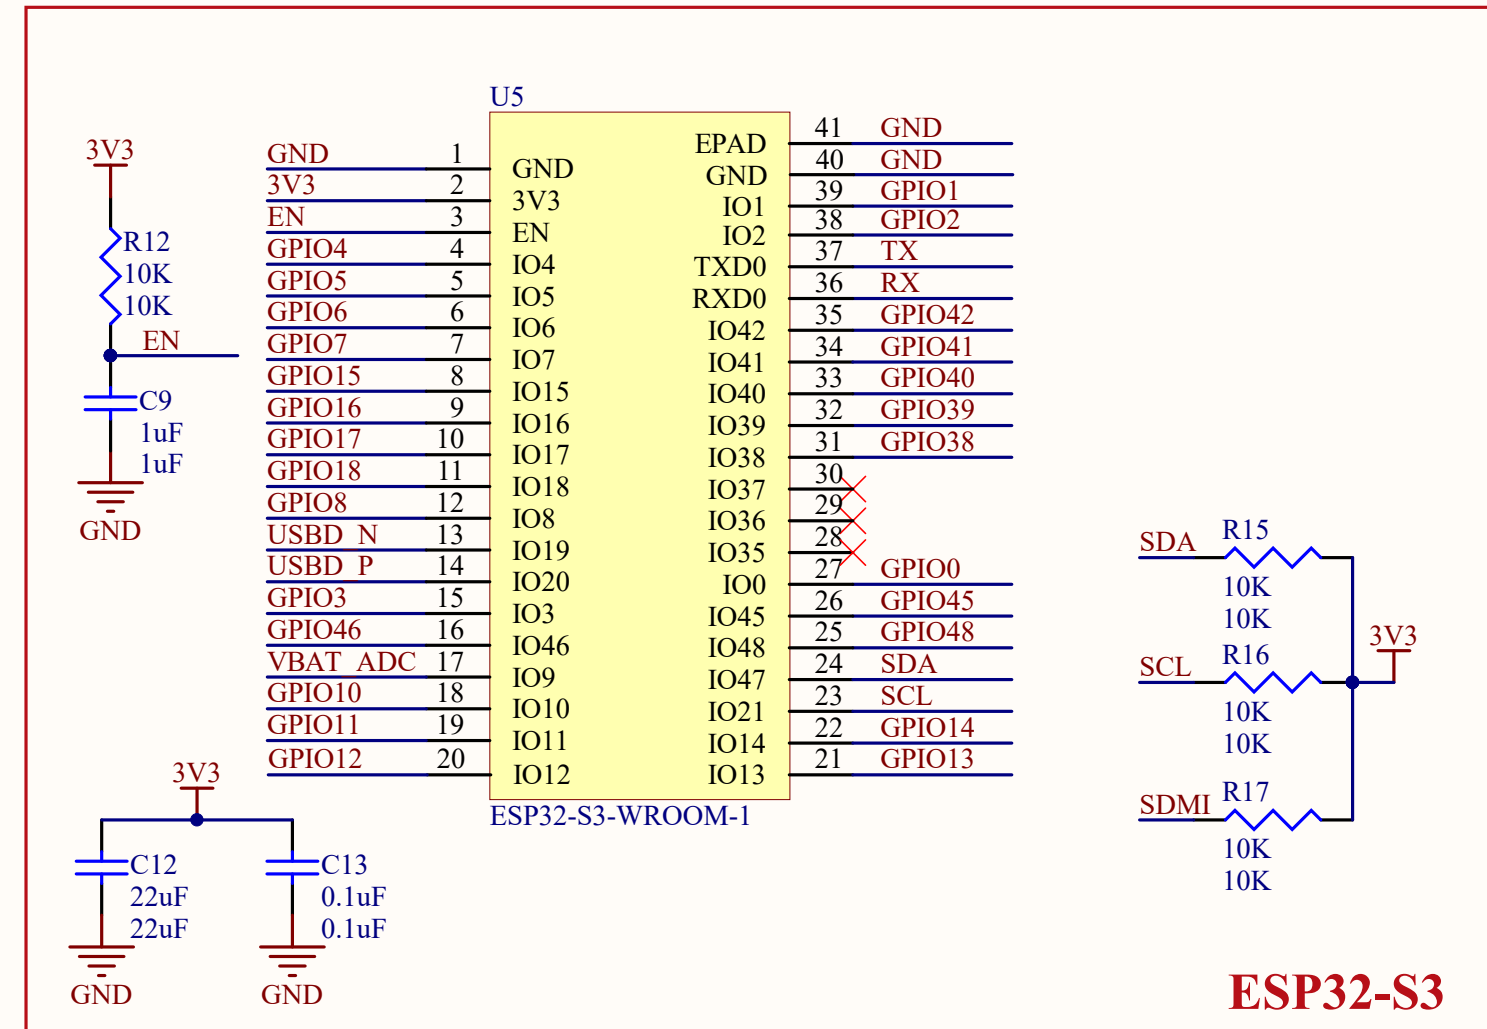 U5
3V3
R12
10K
10K
EN
C9
1uF
1uF
GND
GND 1 GND
3V3 2 3V3
EN 3 EN
GPIO4 4 IO4
GPIO5 5 IO5
GPIO6 6 IO6
GPIO7 7 IO7
GPIO15 8 IO15
GPIO16 9 IO16
GPIO17 10 IO17
GPIO18 11 IO18
GPIO8 12 IO8
USBD_N 13 IO19
USBD_P 14 IO20
GPIO3 15 IO3
GPIO46 16 IO46
VBAT_ADC 17 IO9
GPIO10 18 IO10
GPIO11 19 IO11
GPIO12 20 IO12
EPAD 41 GND
GND 40 GND
IO1 39 GPIO1
IO2 38 GPIO2
TXD0 37 TX
RXD0 36 RX
IO42 35 GPIO42
IO41 34 GPIO41
IO40 33 GPIO40
IO39 32 GPIO39
IO38 31 GPIO38
IO37 30
IO36 29
IO35 28
IO0 27 GPIO0
IO45 26 GPIO45
IO48 25 GPIO48
IO47 24 SDA
IO21 23 SCL
IO14 22 GPIO14
IO13 21 GPIO13
ESP32-S3-WROOM-1
SDA R15
10K
10K
3V3
SCL R16
10K
10K
SDMI R17
10K
10K
3V3
C12
22uF
22uF
GND
C13
0.1uF
0.1uF
GND
ESP32-S3